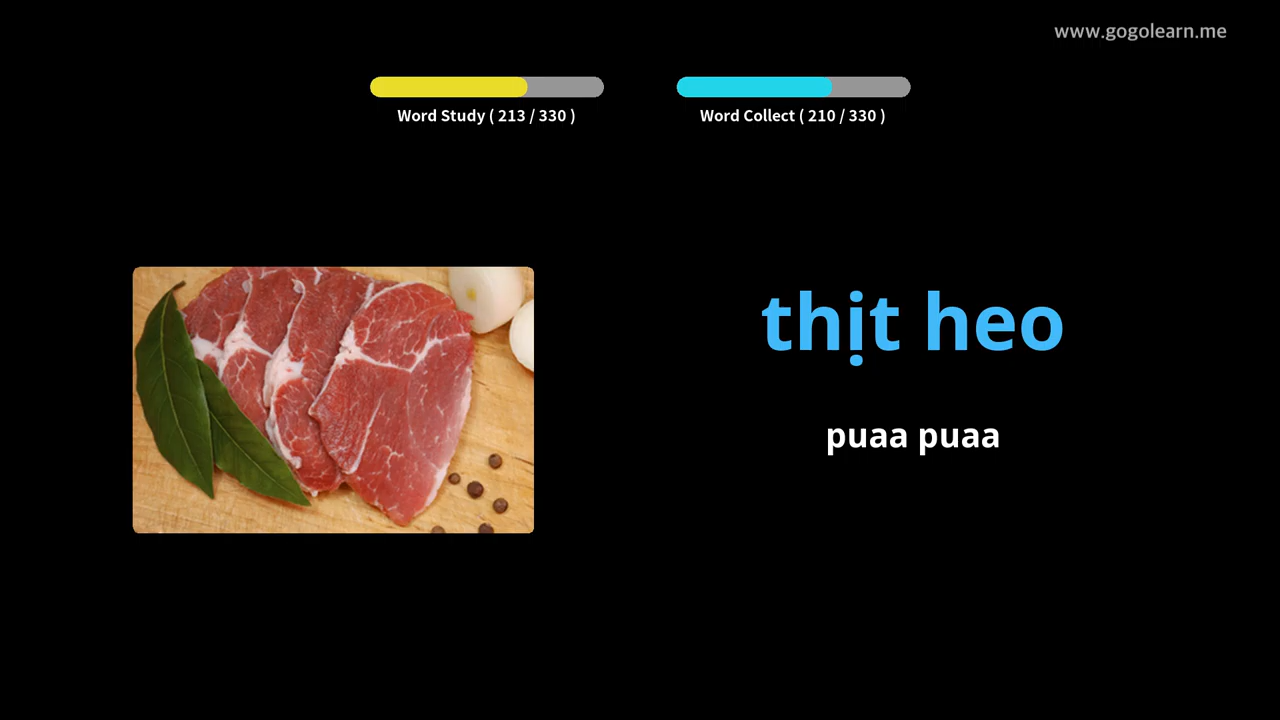 www.gogolearn.me
Word Study ( 213 / 330 )
Word Collect ( 210 / 330 )
thịt heo
puaa puaa